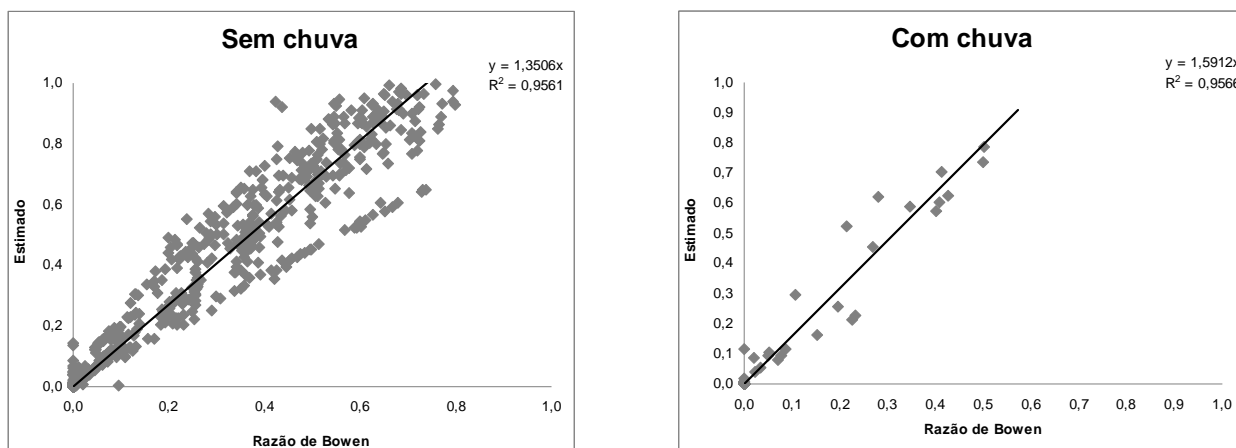 Sem chuva
y = 1,3506x
R² = 0,9561
1,0
0,8
0,6
0,4
0,2
0,0
Estimado
0,0 0,2 0,4 0,6 0,8 1,0
Razão de Bowen
Com chuva
y = 1,5912x
R² = 0,9566
1,0
0,9
0,8
0,7
0,6
0,5
0,4
0,3
0,2
0,1
0,0
Estimado
0,0 0,1 0,2 0,3 0,4 0,5 0,6 0,7 0,8 0,9 1,0
Razão de Bowen